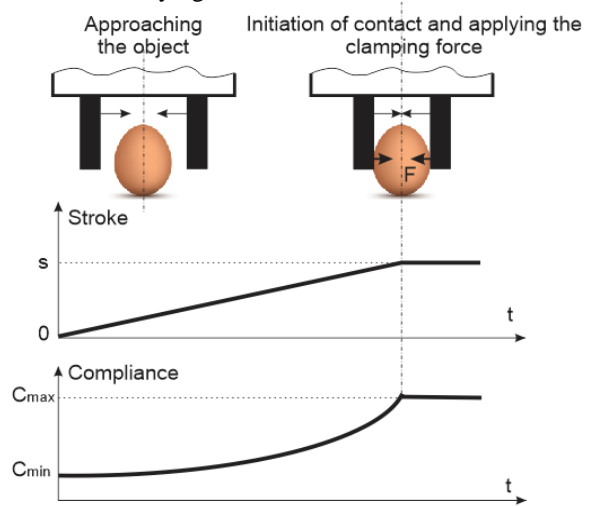 Approaching
the object
Initiation of contact and applying the
clamping force
F
Stroke
s
0
t
Compliance
Cmax
Cmin
t